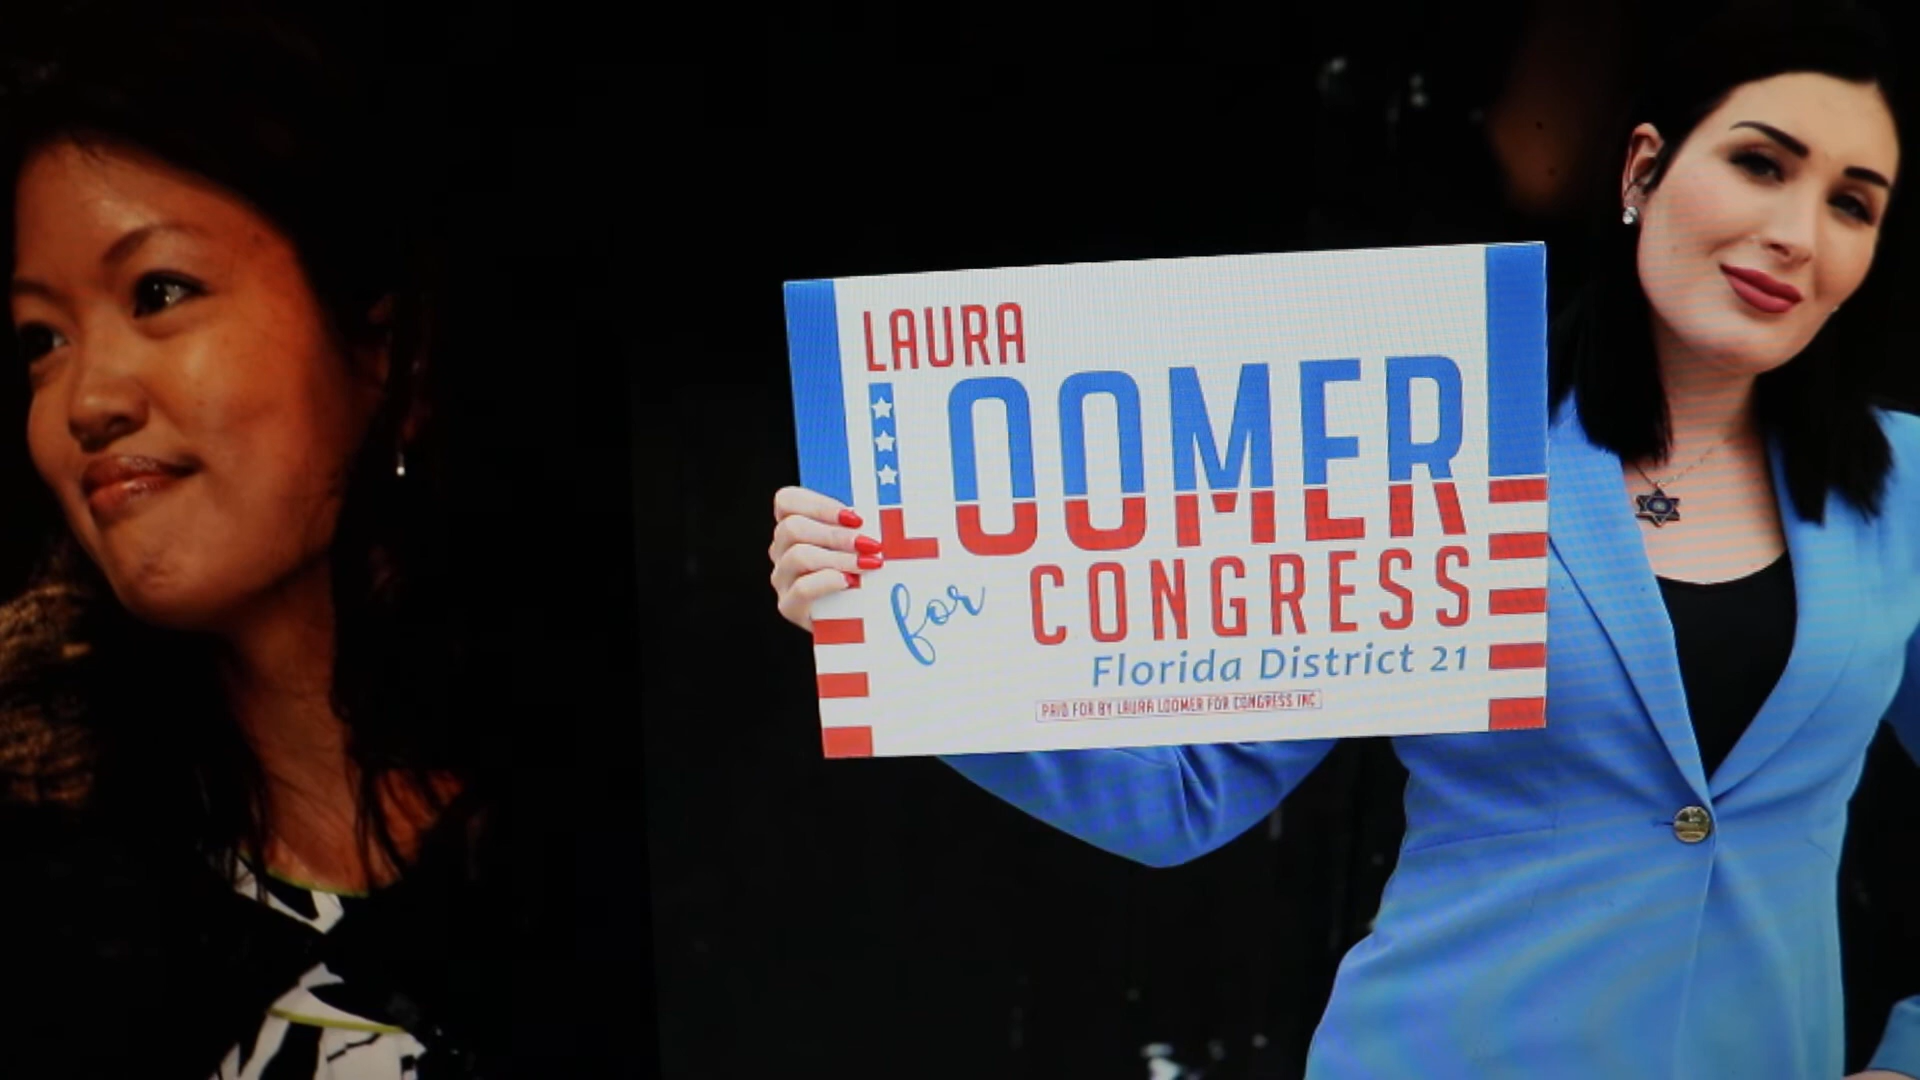 LAURA
LOOMER
for CONGRESS
Florida District 21
PAID FOR BY LAURA LOOMER FOR CONGRESS INC